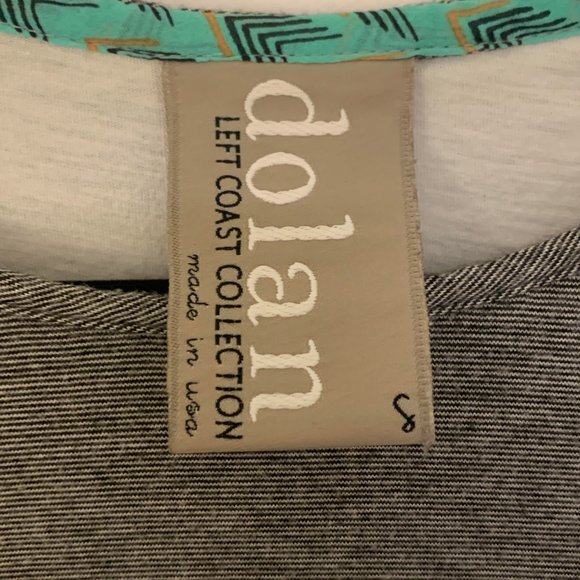 dolan
LEFT COAST COLLECTION
made in usa
s